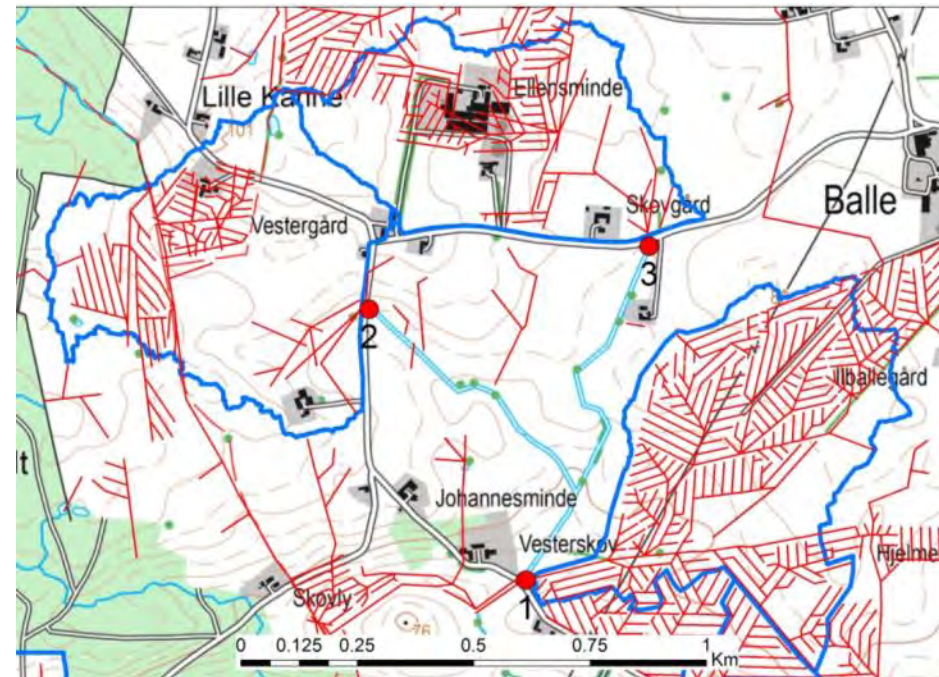 Lille Kanne
Ellensminde
101
Vestergård
Skovgård
Balle
3
2
Ilballegård
lt
Johannesminde
Vesterskov
Hjelme
Skovly
1
76
0 0.125 0.25 0.5 0.75 1
Km